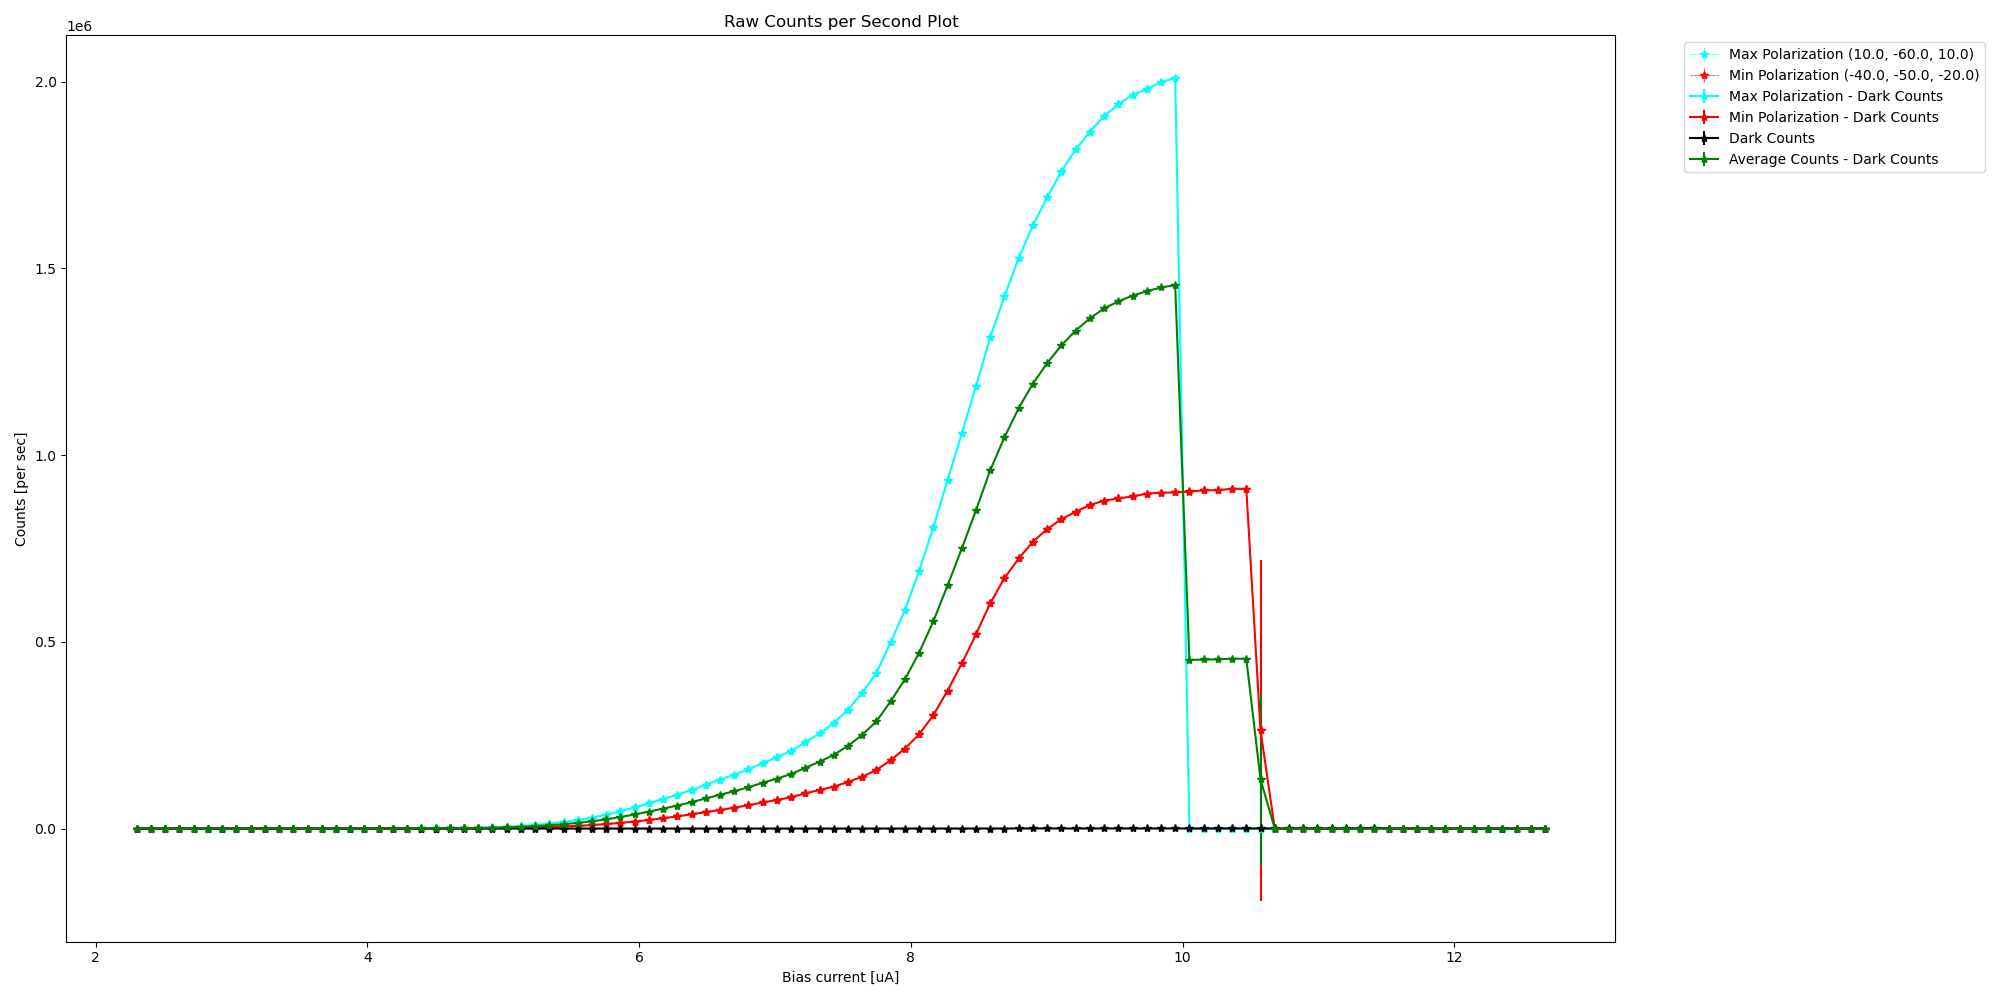 Raw Counts per Second Plot
1e6
Max Polarization (10.0, -60.0, 10.0)
Min Polarization (-40.0, -50.0, -20.0)
Max Polarization - Dark Counts
Min Polarization - Dark Counts
Dark Counts
Average Counts - Dark Counts
2.0
1.5
1.0
0.5
0.0
Counts [per sec]
2 4 6 8 10 12
Bias current [uA]